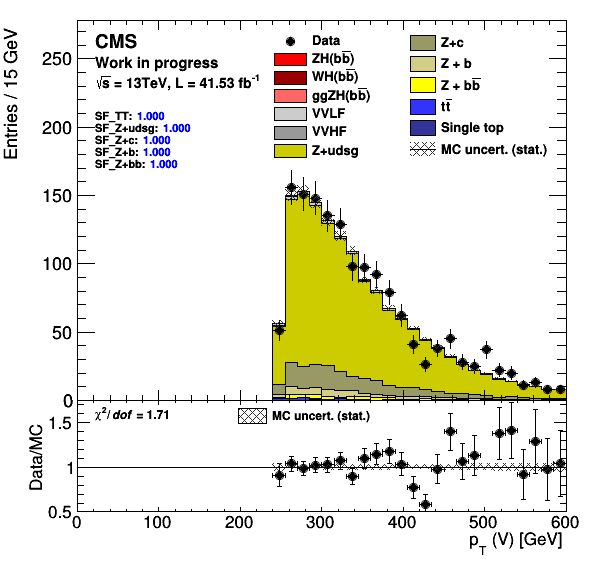 CMS
Work in progress
√s = 13TeV, L = 41.53 fb⁻¹
SF_TT: 1.000
SF_Z+udsg: 1.000
SF_Z+c: 1.000
SF_Z+b: 1.000
SF_Z+bb: 1.000
Data
ZH(bb̅)
WH(bb̅)
ggZH(bb̅)
VVLF
VVHF
Z+udsg
Z+c
Z + b
Z + bb̅
tt̅
Single top
MC uncert. (stat.)
Entries / 15 GeV
250
200
150
100
50
0
χ²/dof = 1.71
MC uncert. (stat.)
Data/MC
1.5
1
0.5
0 100 200 300 400 500 600
p_T (V) [GeV]